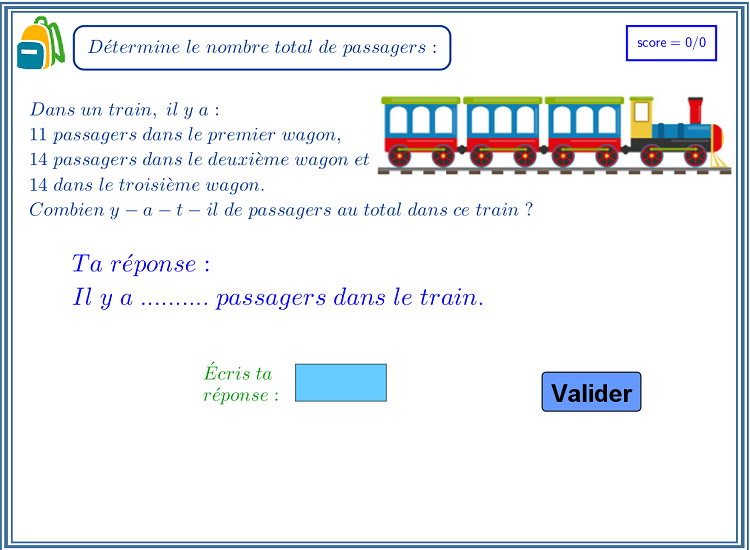 Détermine le nombre total de passagers :
score = 0/0
Dans un train, il y a :
11 passagers dans le premier wagon,
14 passagers dans le deuxième wagon et
14 dans le troisième wagon.
Combien y − a − t − il de passagers au total dans ce train ?
Ta réponse :
Il y a .......... passagers dans le train.
Écris ta
réponse :
Valider